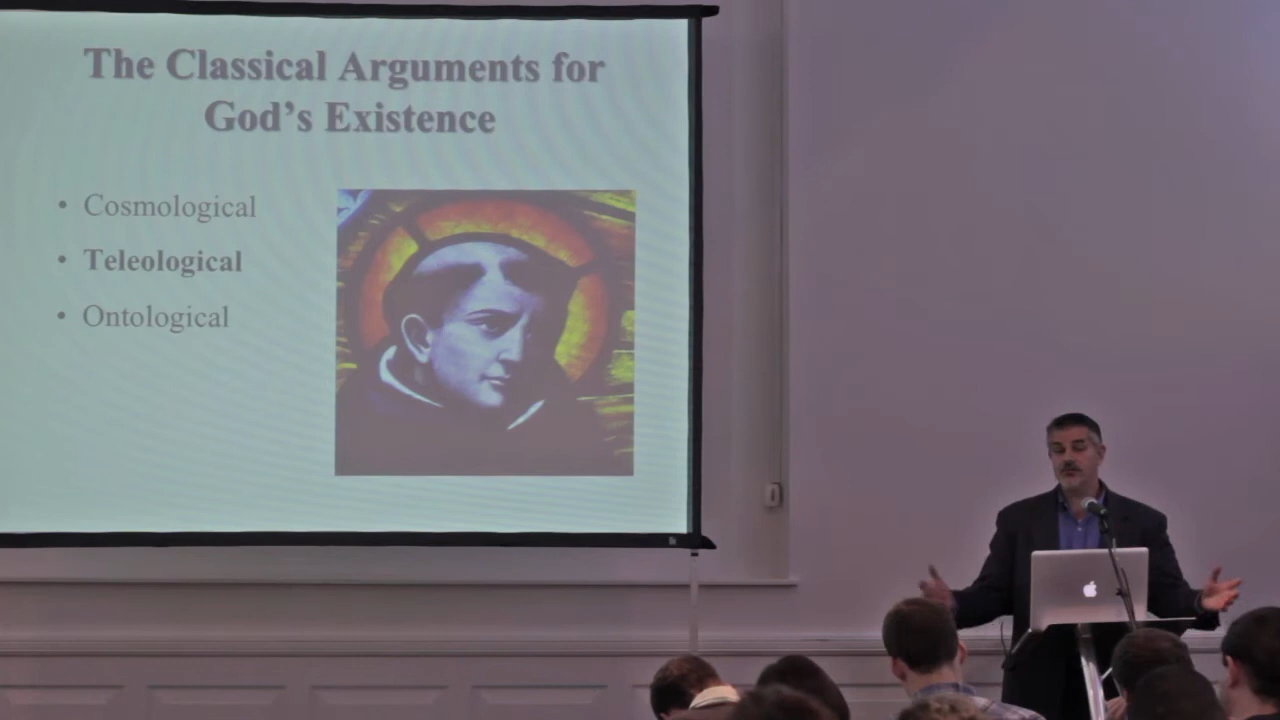 The Classical Arguments for
God's Existence
• Cosmological
• Teleological
• Ontological